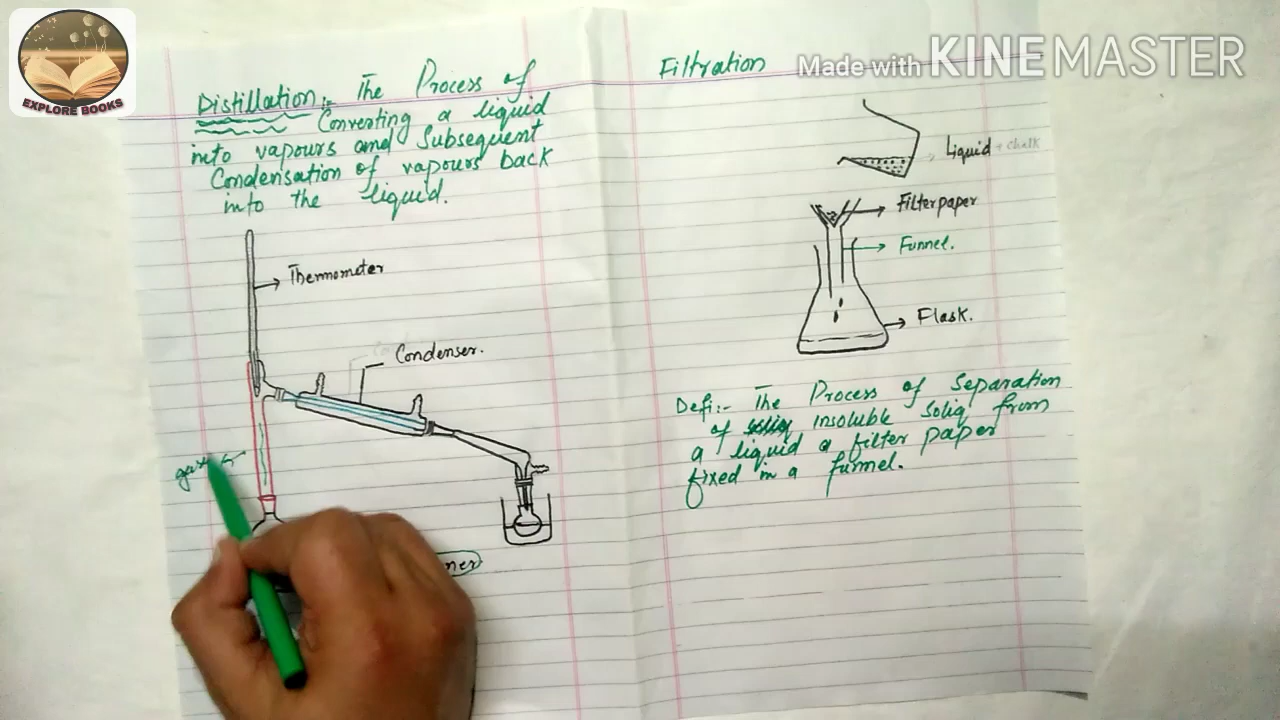 EXPLORE BOOKS
Made with KINEMASTER
Distillation:- The Process of
Converting a liquid
into vapours and Subsequent
Condensation of vapours back
into the liquid.
Thermometer
Condenser.
Filtration
Liquid + chalk
Filterpaper
Funnel.
Flask.
Defi:- The Process of Separation
of insoluble soliq from
a liquid a filter paper
fixed in a funnel.